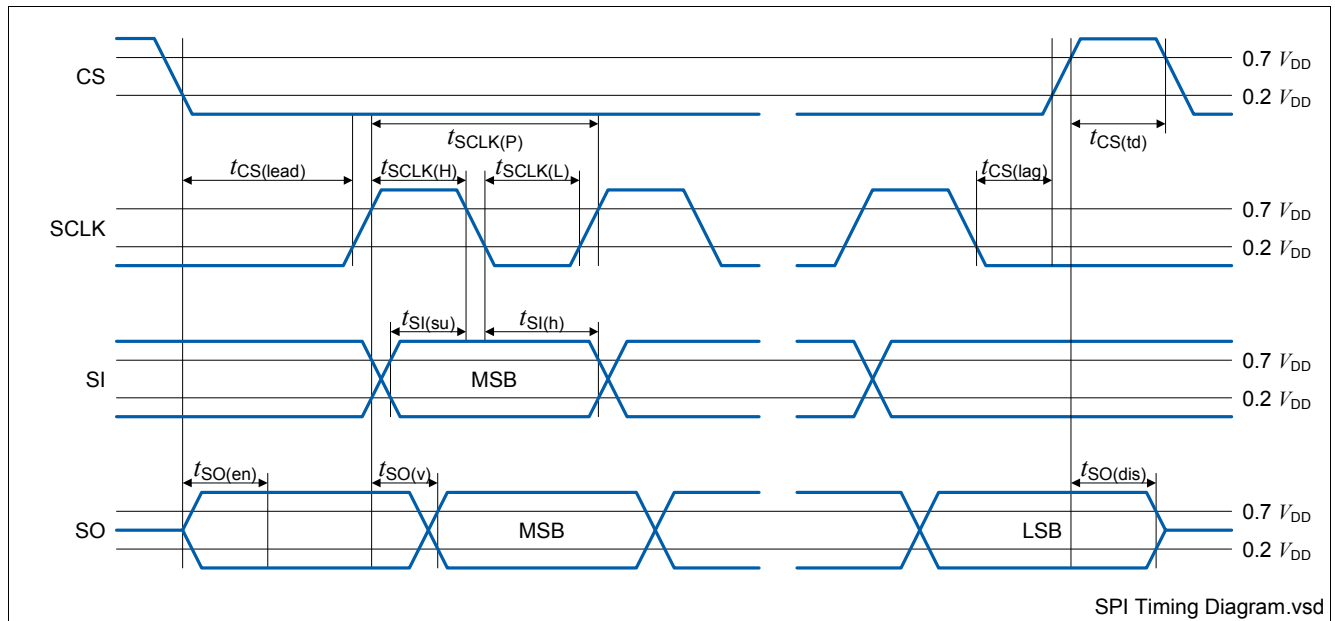 CS
0.7 VDD
0.2 VDD
tSCLK(P)
tCS(td)
tCS(lead)
tSCLK(H)
tSCLK(L)
tCS(lag)
SCLK
0.7 VDD
0.2 VDD
tSI(su)
tSI(h)
SI
MSB
0.7 VDD
0.2 VDD
tSO(en)
tSO(v)
tSO(dis)
SO
MSB
LSB
0.7 VDD
0.2 VDD
SPI Timing Diagram.vsd